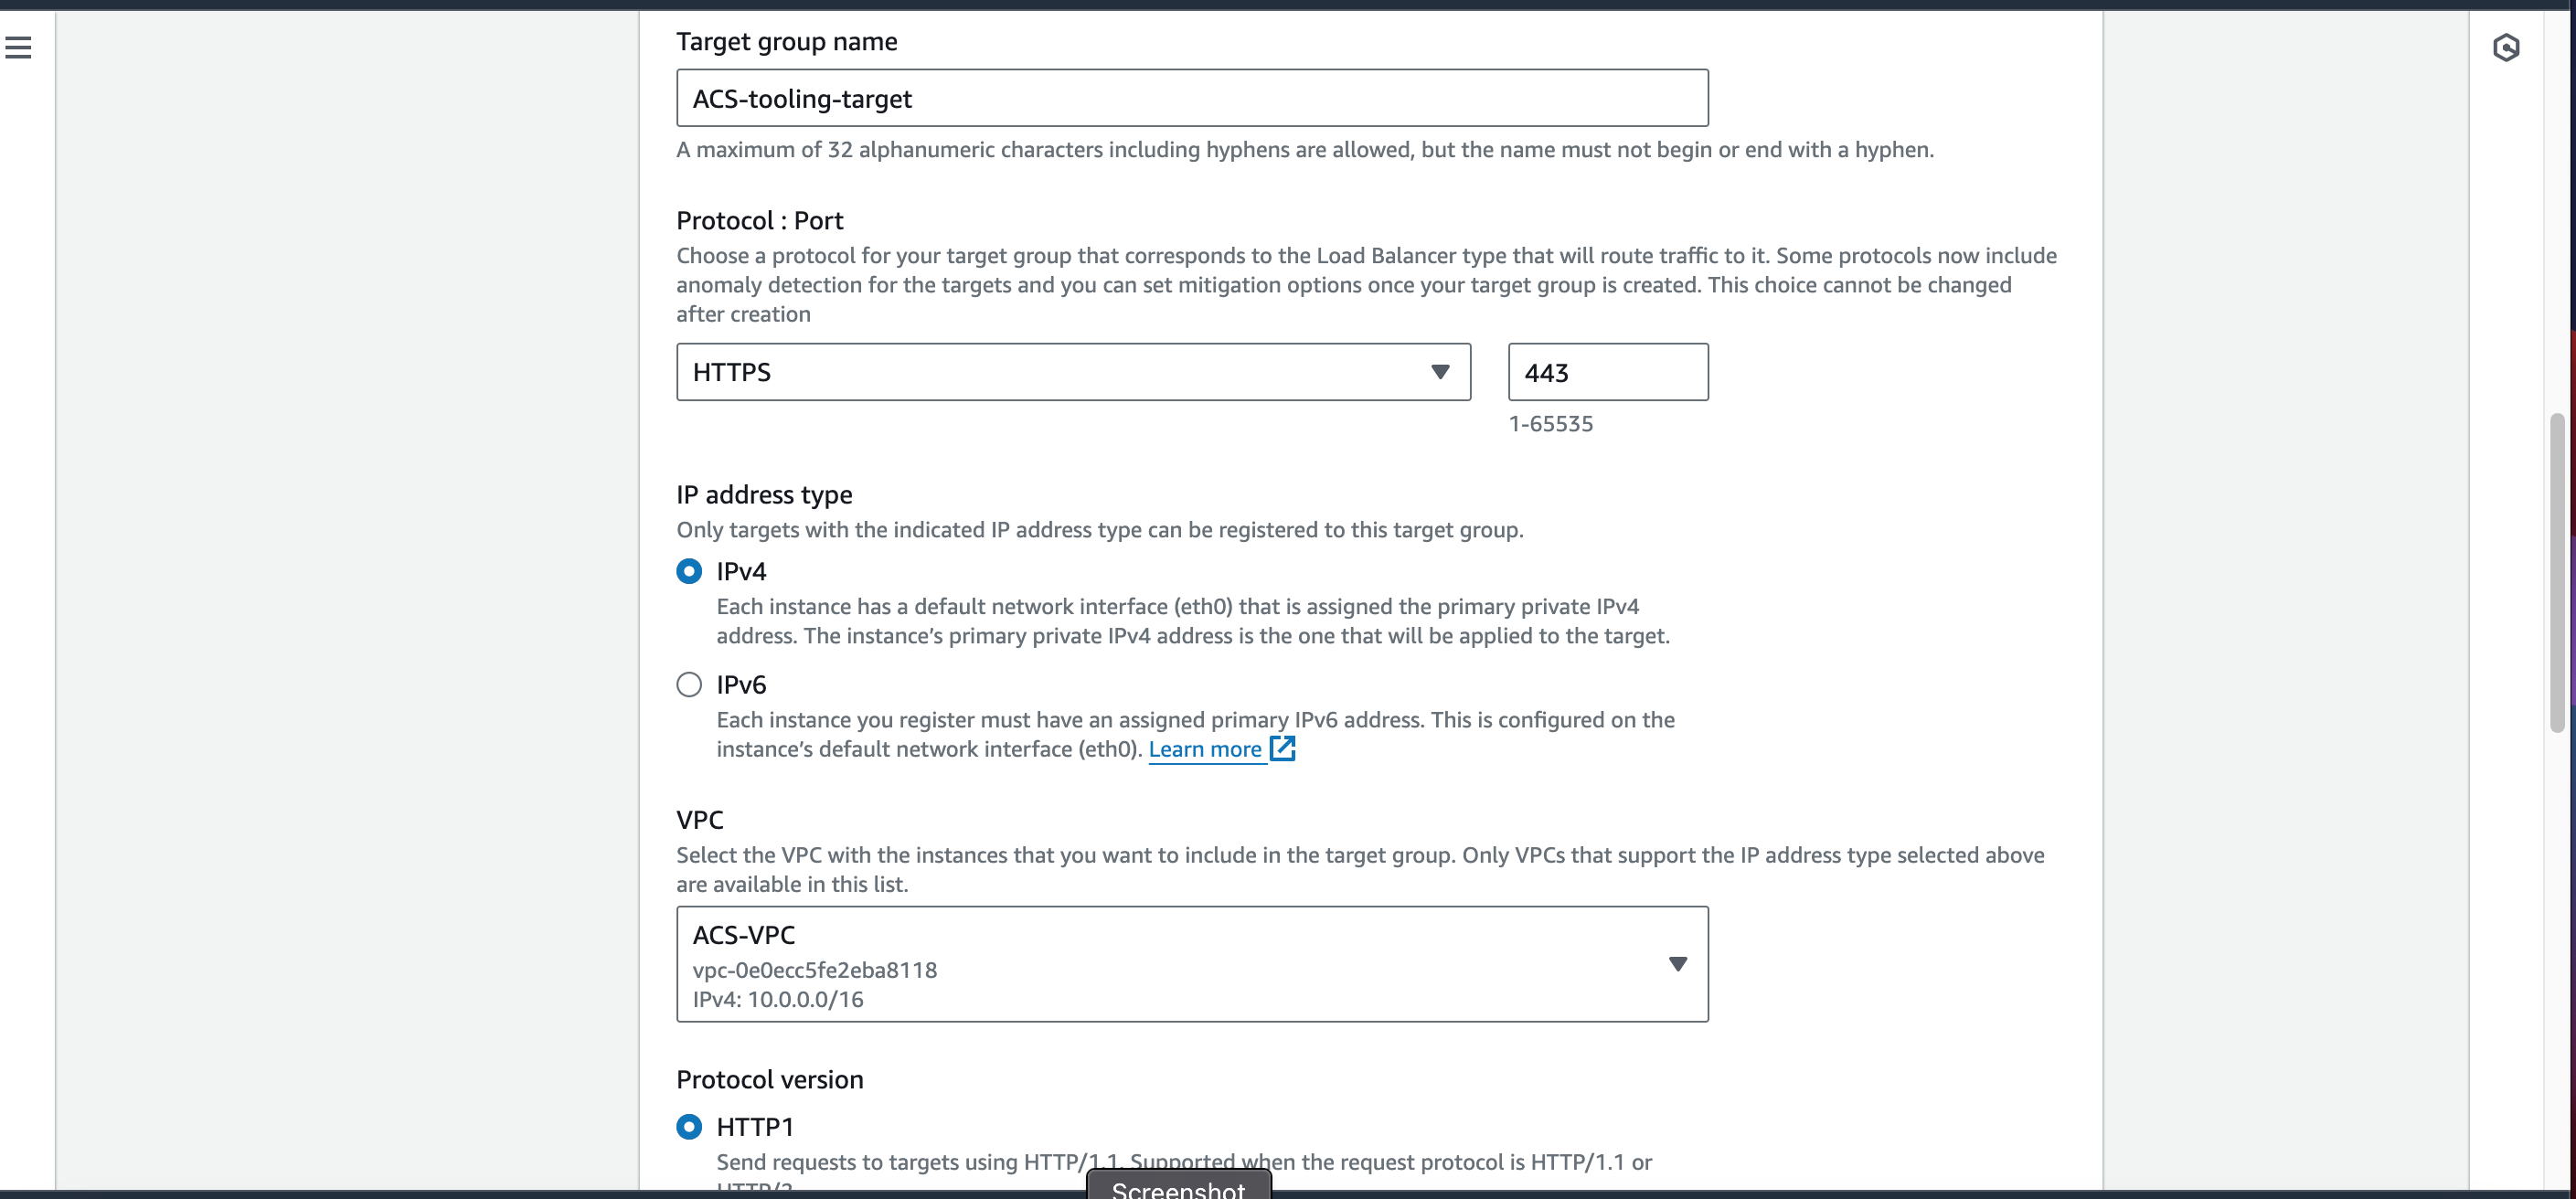 Target group name
ACS-tooling-target
A maximum of 32 alphanumeric characters including hyphens are allowed, but the name must not begin or end with a hyphen.
Protocol : Port
Choose a protocol for your target group that corresponds to the Load Balancer type that will route traffic to it. Some protocols now include
anomaly detection for the targets and you can set mitigation options once your target group is created. This choice cannot be changed
after creation
HTTPS
443
1-65535
IP address type
Only targets with the indicated IP address type can be registered to this target group.
IPv4
Each instance has a default network interface (eth0) that is assigned the primary private IPv4
address. The instance's primary private IPv4 address is the one that will be applied to the target.
IPv6
Each instance you register must have an assigned primary IPv6 address. This is configured on the
instance's default network interface (eth0). Learn more
VPC
Select the VPC with the instances that you want to include in the target group. Only VPCs that support the IP address type selected above
are available in this list.
ACS-VPC
vpc-0e0ecc5fe2eba8118
IPv4: 10.0.0.0/16
Protocol version
HTTP1
Send requests to targets using HTTP/1.1. Supported when the request protocol is HTTP/1.1 or
HTTP/2
Screenshot